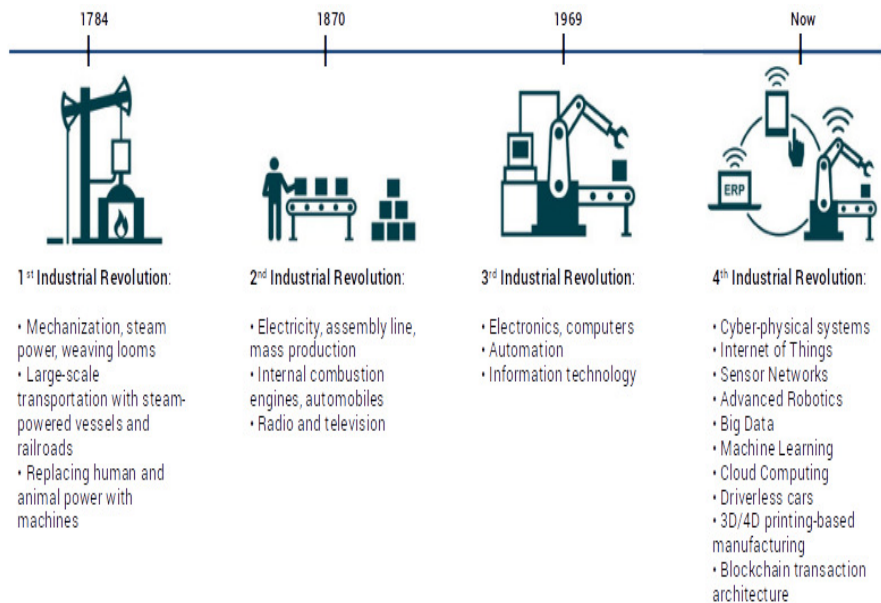 1784
1870
1969
Now
ERP
1st Industrial Revolution:
• Mechanization, steam
power, weaving looms
• Large-scale
transportation with steam-
powered vessels and
railroads
• Replacing human and
animal power with
machines
2nd Industrial Revolution:
• Electricity, assembly line,
mass production
• Internal combustion
engines, automobiles
• Radio and television
3rd Industrial Revolution:
• Electronics, computers
• Automation
• Information technology
4th Industrial Revolution:
• Cyber-physical systems
• Internet of Things
• Sensor Networks
• Advanced Robotics
• Big Data
• Machine Learning
• Cloud Computing
• Driverless cars
• 3D/4D printing-based
manufacturing
• Blockchain transaction
architecture